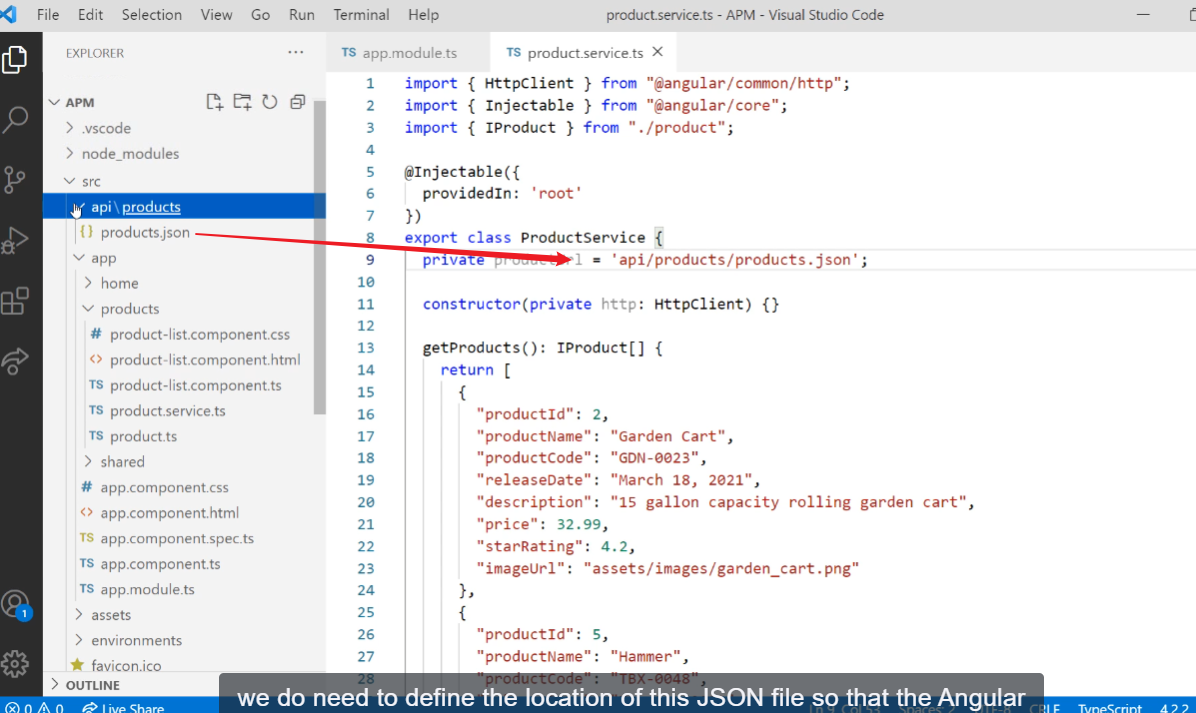 File Edit Selection View Go Run Terminal Help product.service.ts - APM - Visual Studio Code
EXPLORER ...
TS app.module.ts TS product.service.ts
APM
.vscode
node_modules
src
api\products
{} products.json
app
home
products
# product-list.component.css
<> product-list.component.html
TS product-list.component.ts
TS product.service.ts
TS product.ts
shared
# app.component.css
<> app.component.html
TS app.component.spec.ts
TS app.component.ts
TS app.module.ts
assets
environments
favicon.ico
OUTLINE
1
1 import { HttpClient } from "@angular/common/http";
2 import { Injectable } from "@angular/core";
3 import { IProduct } from "./product";
4
5 @Injectable({
6 providedIn: 'root'
7 })
8 export class ProductService {
9 private = 'api/products/products.json';
10
11 constructor(private http: HttpClient) {}
12
13 getProducts(): IProduct[] {
14 return [
15 {
16 "productId": 2,
17 "productName": "Garden Cart",
18 "productCode": "GDN-0023",
19 "releaseDate": "March 18, 2021",
20 "description": "15 gallon capacity rolling garden cart",
21 "price": 32.99,
22 "starRating": 4.2,
23 "imageUrl": "assets/images/garden_cart.png"
24 },
25 {
26 "productId": 5,
27 "productName": "Hammer",
28 "productCode": "TBX-0048",
we do need to define the location of this JSON file so that the Angular
0 0 Live Share Ln 9, Col 53 Spaces: 2 UTF-8 CRLF TypeScript 4.2.2